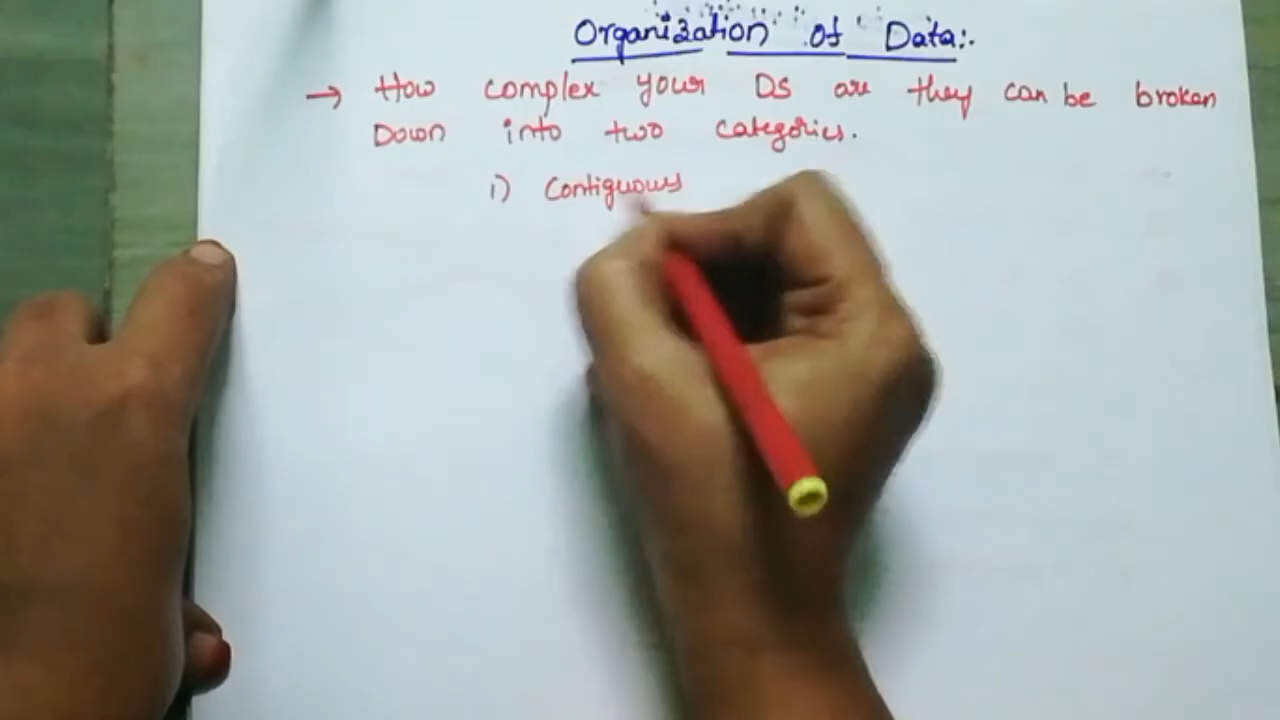 Organization of Data:.
→ How complex your DS are they can be broken
Down into two categories.
1) Contiguous